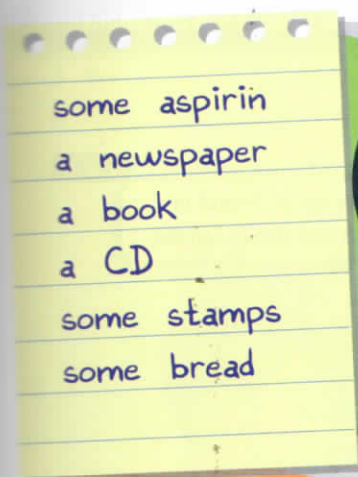 some aspirin
a newspaper
a book
a CD
some stamps
some bread